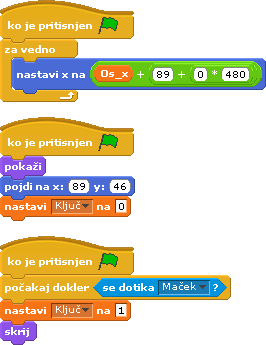 ko je pritisnjen
za vedno
nastavi x na Os_x + 89 + 0 * 480
ko je pritisnjen
pokaži
pojdi na x: 89 y: 46
nastavi Ključ na 0
ko je pritisnjen
počakaj dokler se dotika Maček ?
nastavi Ključ na 1
skrij